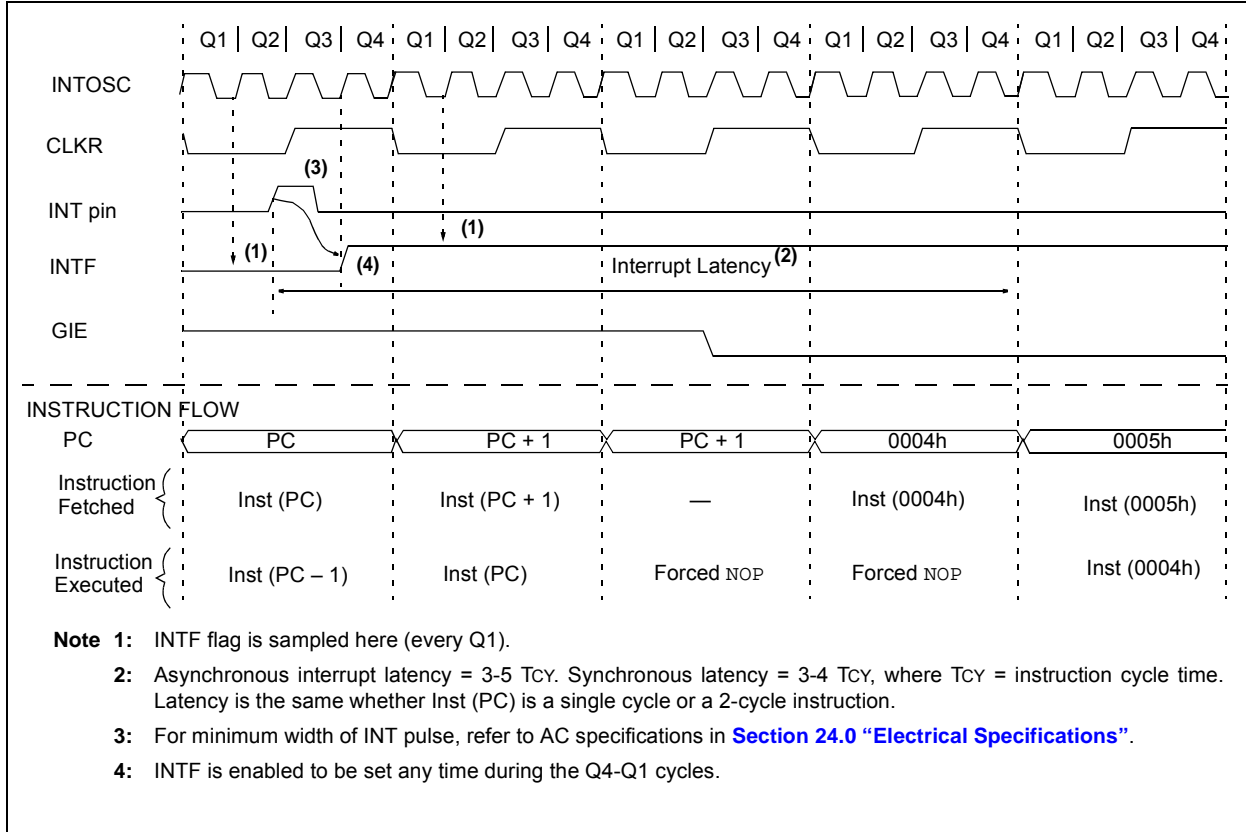 Q1 Q2 Q3 Q4 Q1 Q2 Q3 Q4 Q1 Q2 Q3 Q4 Q1 Q2 Q3 Q4 Q1 Q2 Q3 Q4
INTOSC
CLKR
(3)
INT pin
(1) (1)
INTF (4) Interrupt Latency(2)
GIE
INSTRUCTION FLOW
PC PC PC + 1 PC + 1 0004h 0005h
Instruction
Fetched Inst (PC) Inst (PC + 1) — Inst (0004h) Inst (0005h)
Instruction
Executed Inst (PC – 1) Inst (PC) Forced NOP Forced NOP Inst (0004h)
Note 1: INTF flag is sampled here (every Q1).
2: Asynchronous interrupt latency = 3-5 TCY. Synchronous latency = 3-4 TCY, where TCY = instruction cycle time.
Latency is the same whether Inst (PC) is a single cycle or a 2-cycle instruction.
3: For minimum width of INT pulse, refer to AC specifications in Section 24.0 “Electrical Specifications”.
4: INTF is enabled to be set any time during the Q4-Q1 cycles.